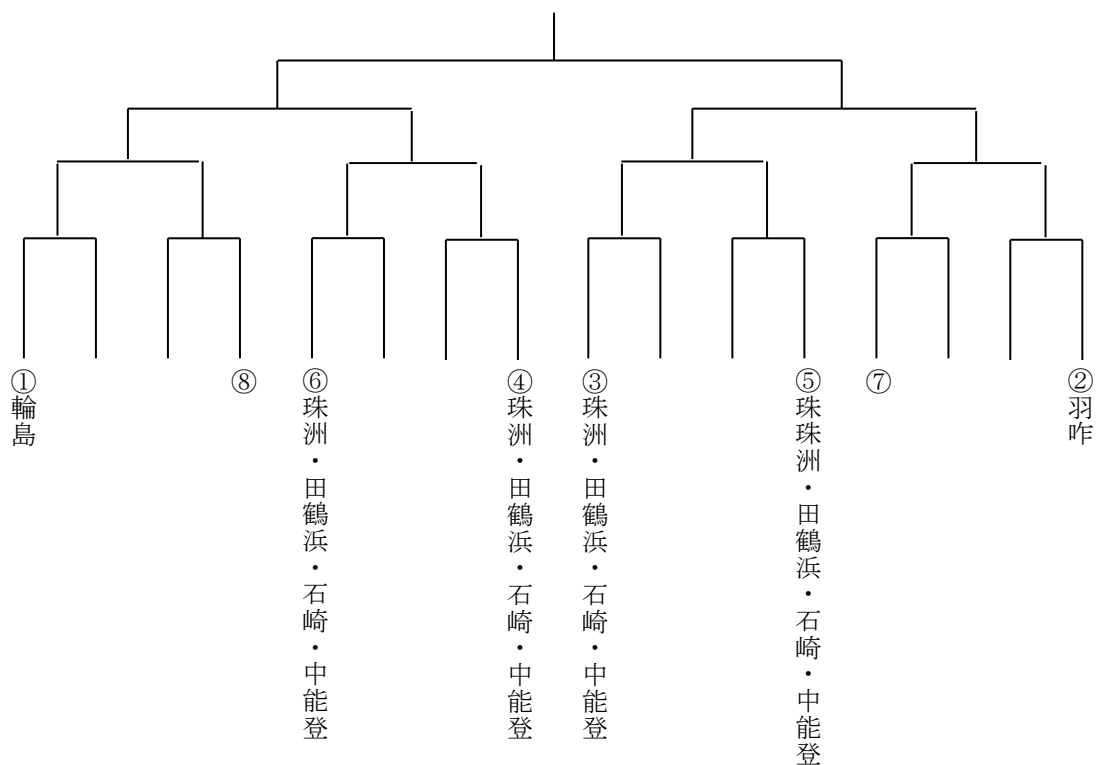 ①輪島
⑧
⑥珠洲・田鶴浜・石崎・中能登
④珠洲・田鶴浜・石崎・中能登
③珠洲・田鶴浜・石崎・中能登
⑤珠珠洲・田鶴浜・石崎・中能登
⑦
②羽咋